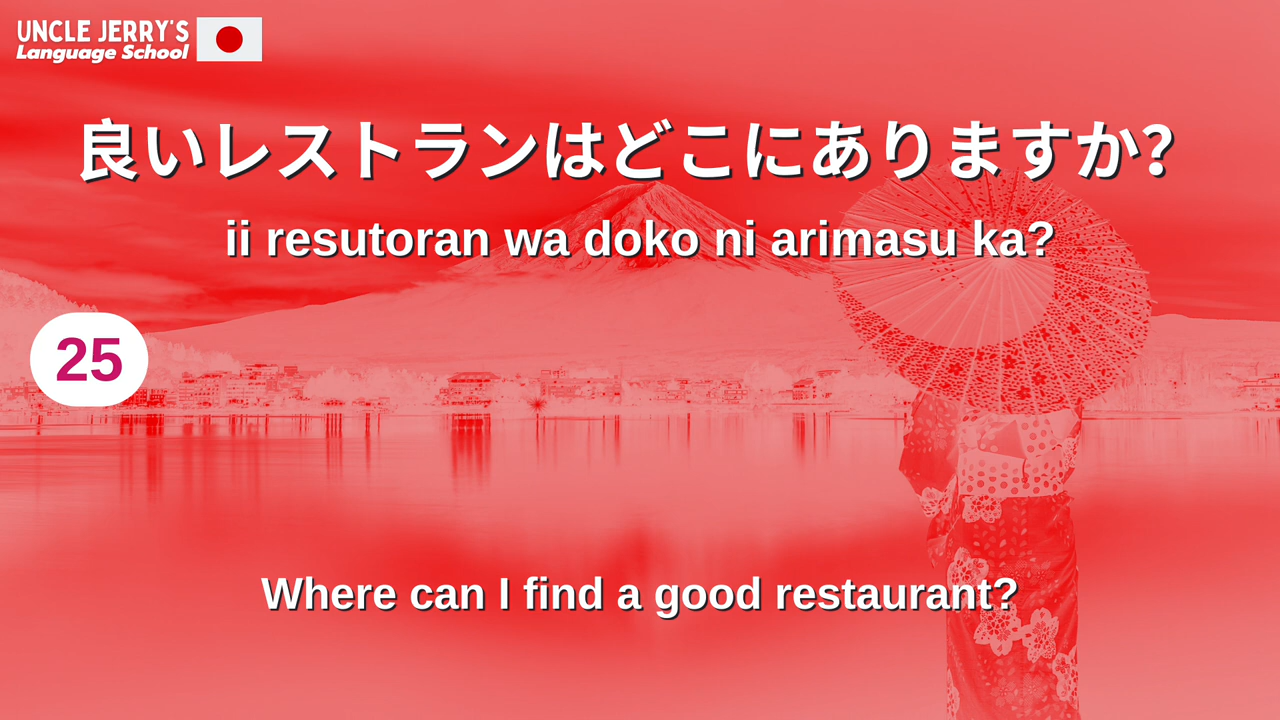 UNCLE JERRY'S
Language School
良いレストランはどこにありますか?
ii resutoran wa doko ni arimasu ka?
25
Where can I find a good restaurant?